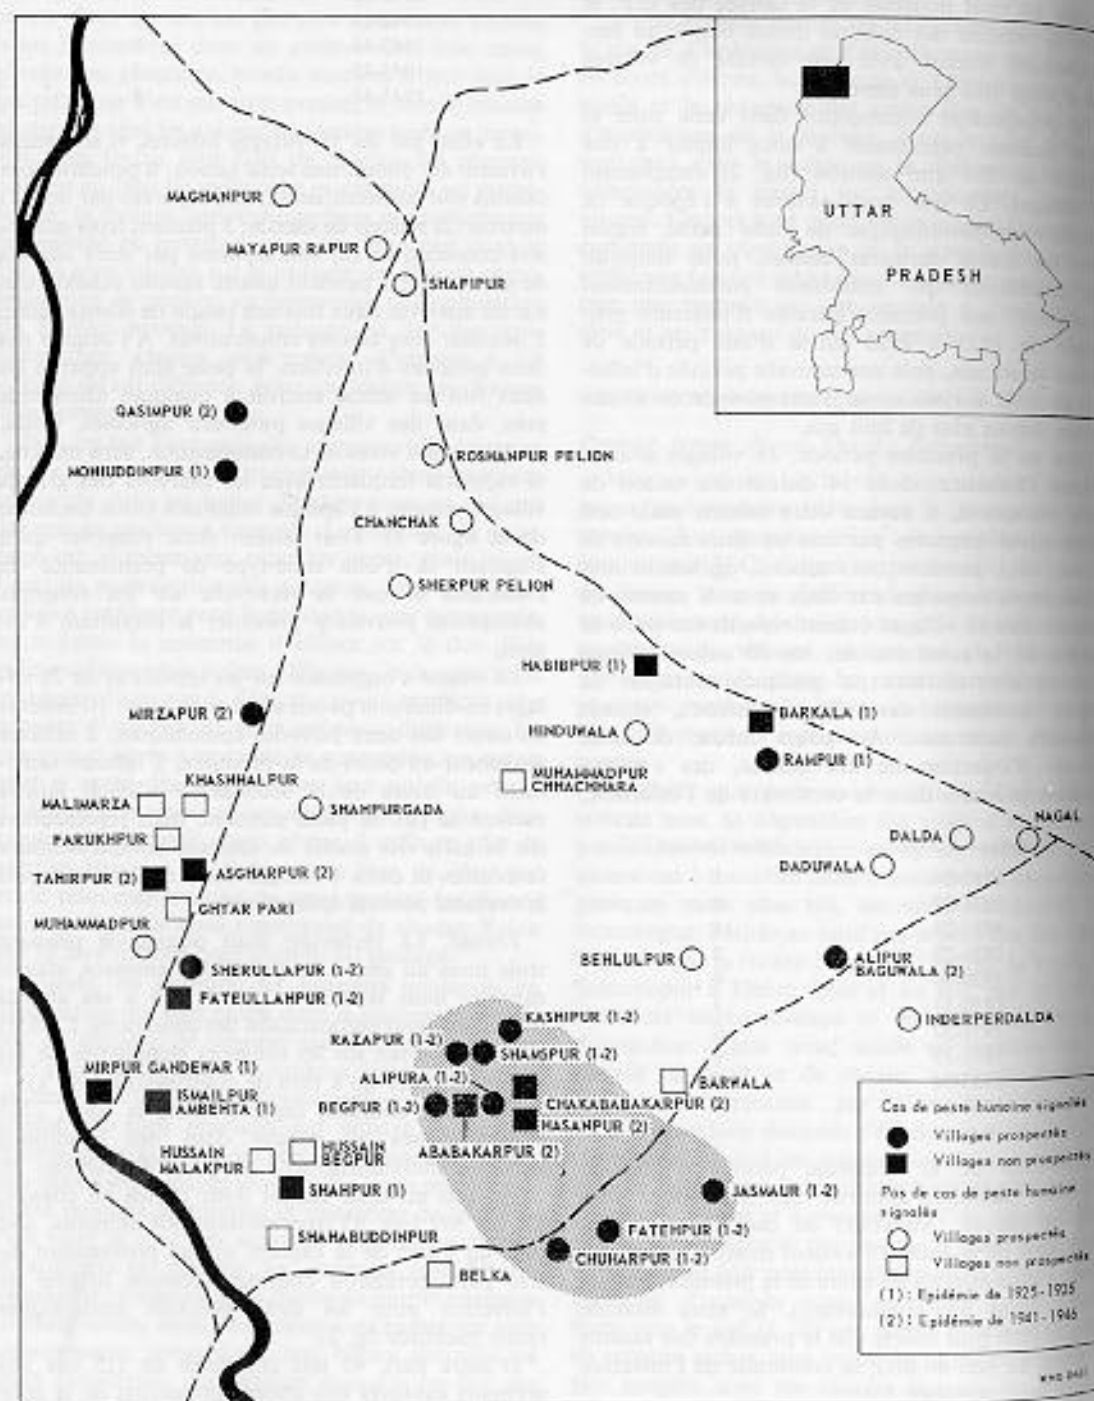 UTTAR
PRADESH
MAGHANPUR
MAYAPUR RAPUR
SHAPIPUR
QASIMPUR (2)
ROSHANPUR PELION
MOHIUDDINPUR (1)
CHANCHAK
SHERPUR PELION
HABIBPUR (1)
MIRZAPUR (2)
BARKALA (1)
HINDUWALA
RAMPUR (1)
KHASHHALPUR
MUHAMMADPUR
CHHACHHARA
MALIMARZA
SHAHPURGADA
NAGAL
PARUKHPUR
DALDA
TAHIRIPUR (2)
ASGHARPUR (2)
DADUWALA
GHTAR PARI
MUHAMMADPUR
BEHLULPUR
ALIPUR
BAGUWALA (2)
SHERULLAPUR (1-2)
FATEULLAHPUR (1-2)
KASHIPUR (1-2)
INDERPERDALDA
RAZAPUR (1-2)
SHAMSPUR (1-2)
MIRPUR GANDEWAR (1)
ALIPURA (1-2)
BARWALA
ISMAILPUR
AMBEHTA (1)
BEGPUR (1-2)
CHAKABABAKARPUR (2)
HASANPUR (2)
HUSSAIN
MALAKPUR
HUSSAIN
BEGPUR
ABABAKARPUR (2)
SHAHPUR (1)
JASMAUR (1-2)
SHAHABUDDINPUR
FATEHPUR (1-2)
CHUHARPUR (1-2)
BELKA
Cas de peste humaine signalés
Villages prospectés
Villages non prospectés
Pas de cas de peste humaine
signalés
Villages prospectés
Villages non prospectés
(1): Epidémie de 1925-1935
(2): Epidémie de 1941-1946